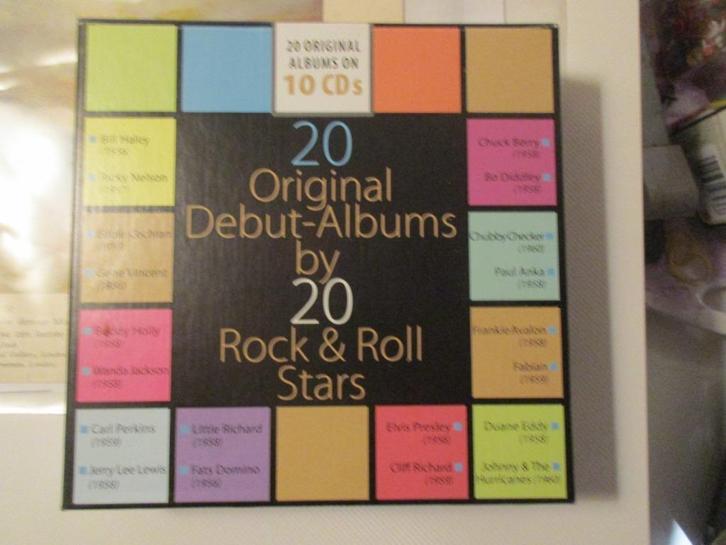 20 ORIGINAL
ALBUMS ON
10 CDs
20
Original
Debut-Albums
by
20
Rock & Roll
Stars
Bill Haley
(1956)
Ricky Nelson
(1957)
Eddie Cochran
(1957)
Gene Vincent
(1956)
Buddy Holly
(1958)
Wanda Jackson
(1958)
Carl Perkins
(1959)
Jerry Lee Lewis
(1958)
Little Richard
(1958)
Fats Domino
(1956)
Elvis Presley
(1956)
Cliff Richard
(1959)
Duane Eddy
(1958)
Johnny & The
Hurricanes (1960)
Frankie Avalon
(1958)
Fabian
(1959)
Chubby Checker
(1960)
Paul Anka
(1958)
Chuck Berry
(1958)
Bo Diddley
(1958)